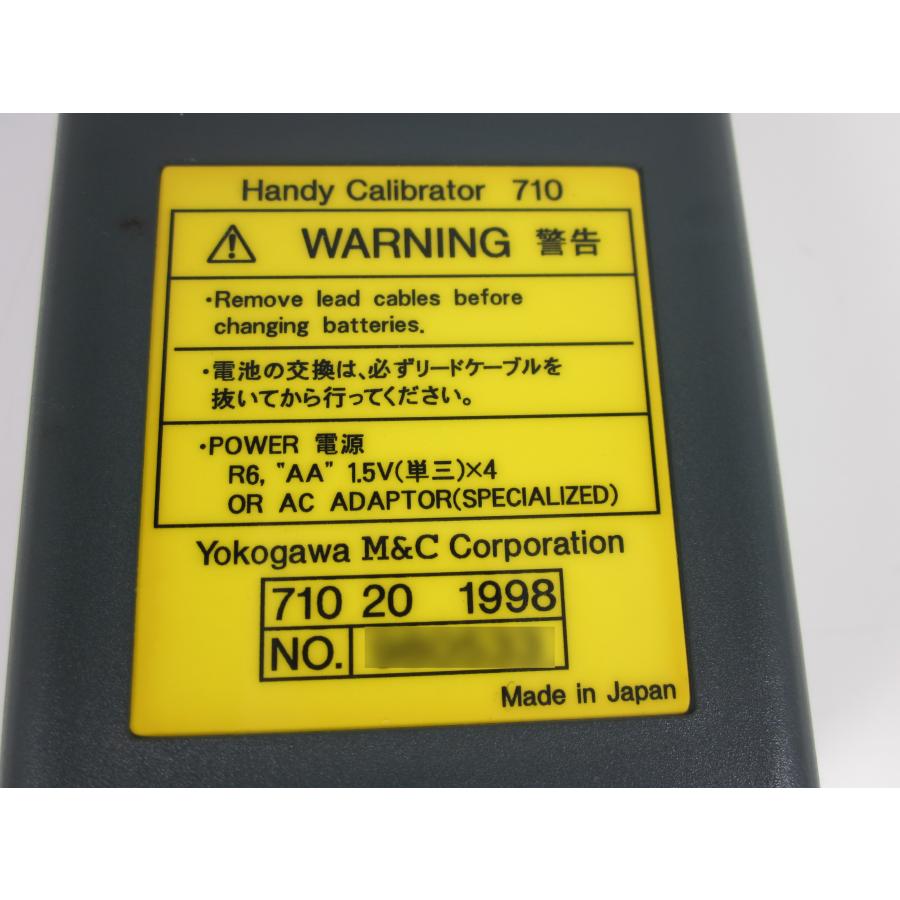 Handy Calibrator 710
WARNING 警告
・Remove lead cables before
changing batteries.
・電池の交換は、必ずリードケーブルを
抜いてから行ってください。
・POWER 電源
R6, "AA" 1.5V(単三)×4
OR AC ADAPTOR(SPECIALIZED)
Yokogawa M&C Corporation
710 20 1998
NO.
Made in Japan